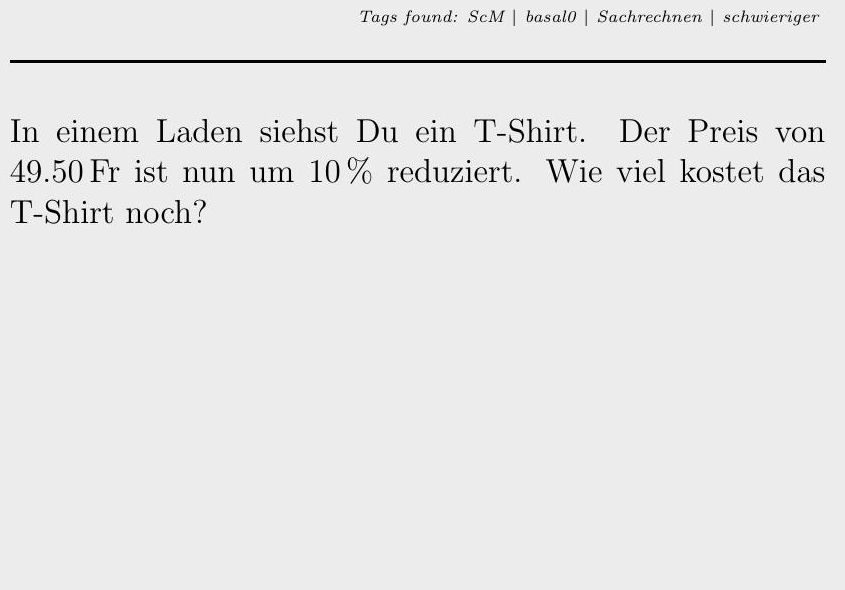 Tags found: ScM | basal0 | Sachrechnen | schwieriger
In einem Laden siehst Du ein T-Shirt. Der Preis von
49.50 Fr ist nun um 10 % reduziert. Wie viel kostet das
T-Shirt noch?